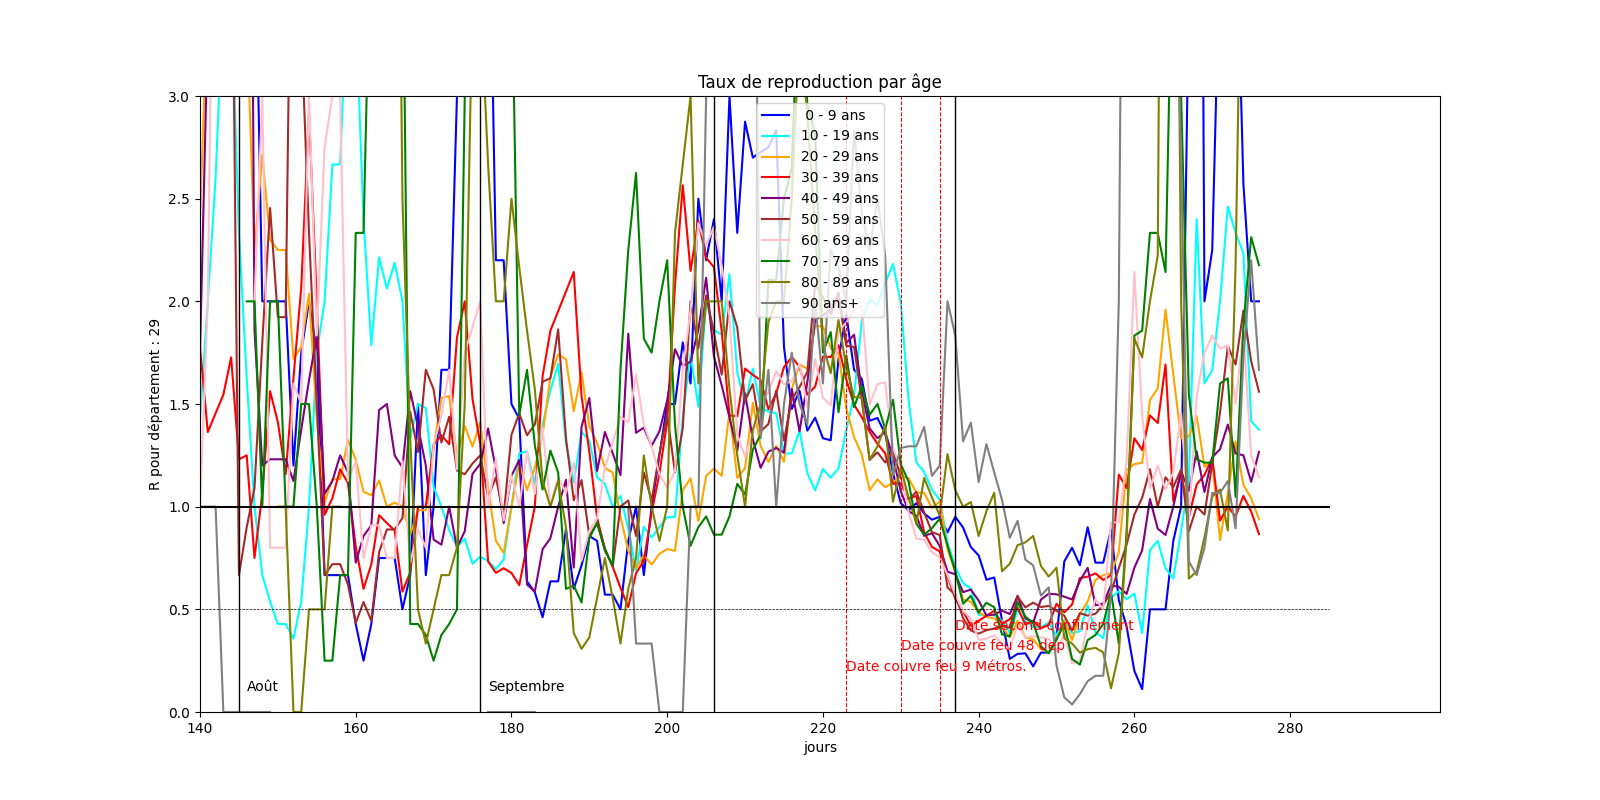 Taux de reproduction par âge
3.0
2.5
2.0
1.5
1.0
0.5
0.0
R pour département : 29
0 - 9 ans
10 - 19 ans
20 - 29 ans
30 - 39 ans
40 - 49 ans
50 - 59 ans
60 - 69 ans
70 - 79 ans
80 - 89 ans
90 ans+
Date second confinement
Date couvre feu 48 dep
Date couvre feu 9 Métros.
Août
Septembre
140
160
180
200
220
240
260
280
jours